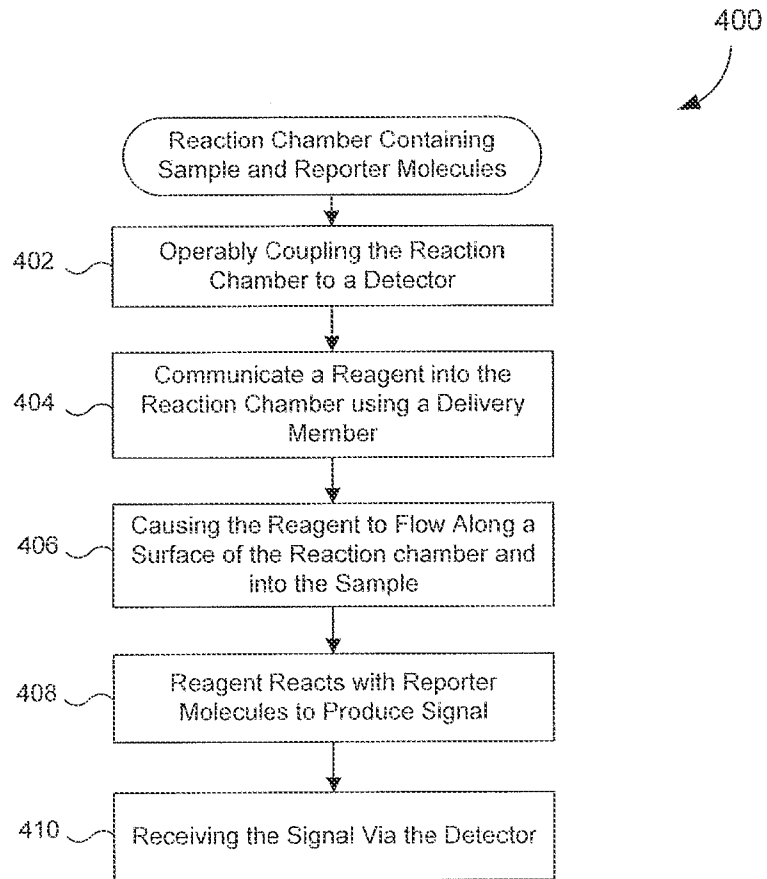 400
Reaction Chamber Containing
Sample and Reporter Molecules
402
Operably Coupling the Reaction
Chamber to a Detector
404
Communicate a Reagent into the
Reaction Chamber using a Delivery
Member
406
Causing the Reagent to Flow Along a
Surface of the Reaction chamber and
into the Sample
408
Reagent Reacts with Reporter
Molecules to Produce Signal
410
Receiving the Signal Via the Detector